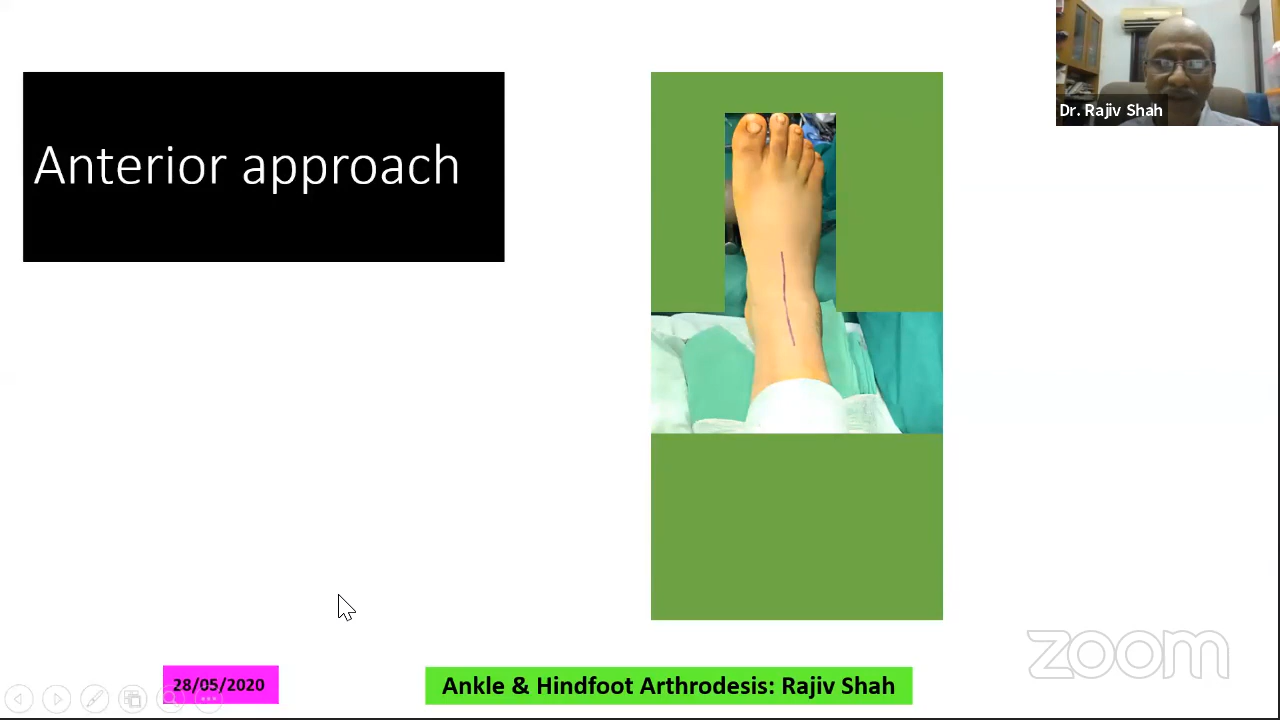 Anterior approach
Dr. Rajiv Shah
28/05/2020
Ankle & Hindfoot Arthrodesis: Rajiv Shah
zoom